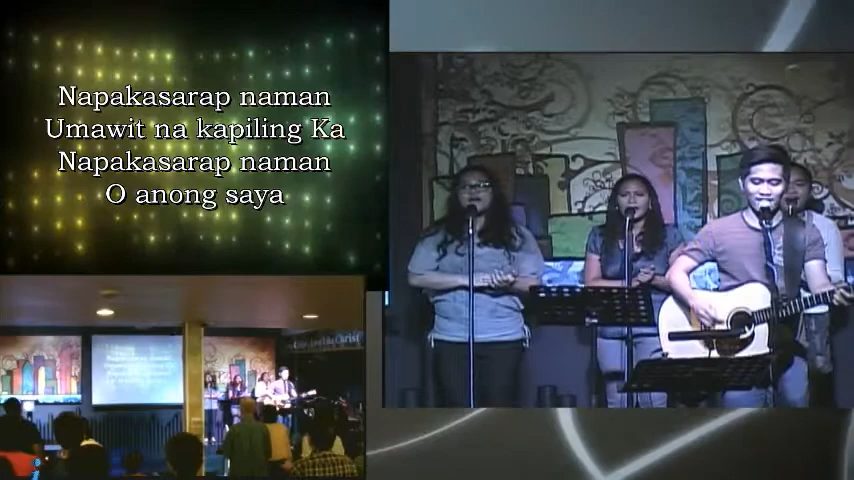 Napakasarap naman
Umawit na kapiling Ka
Napakasarap naman
O anong saya